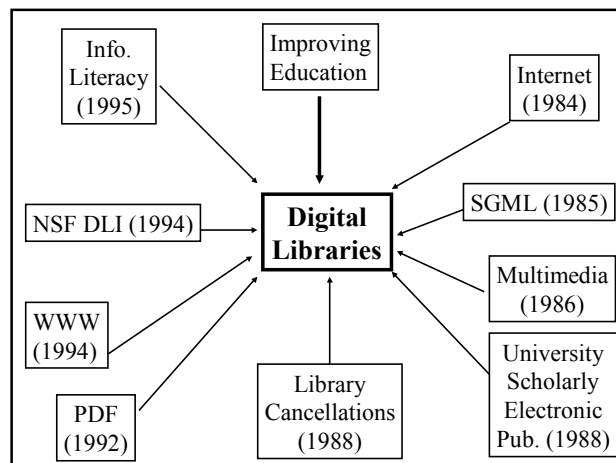 Info.
Literacy
(1995)
Improving
Education
Internet
(1984)
NSF DLI (1994)
Digital
Libraries
SGML (1985)
Multimedia
(1986)
WWW
(1994)
PDF
(1992)
Library
Cancellations
(1988)
University
Scholarly
Electronic
Pub. (1988)